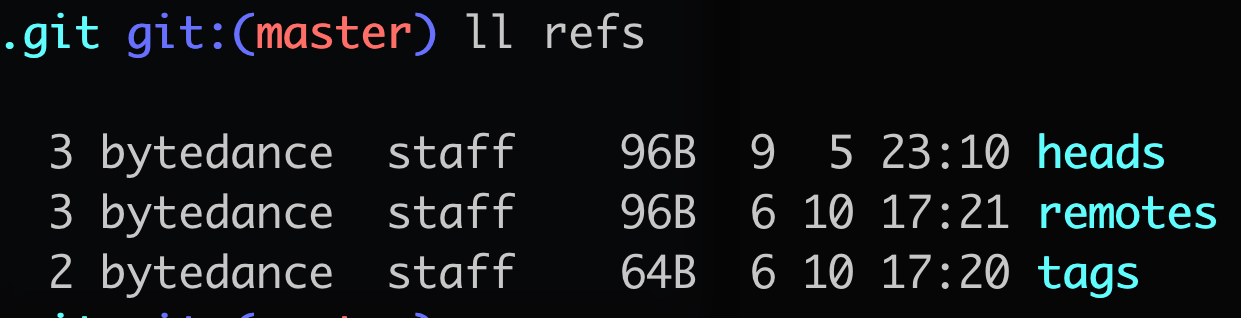 .git git:(master) ll refs
3 bytedance staff 96B 9 5 23:10 heads
3 bytedance staff 96B 6 10 17:21 remotes
2 bytedance staff 64B 6 10 17:20 tags